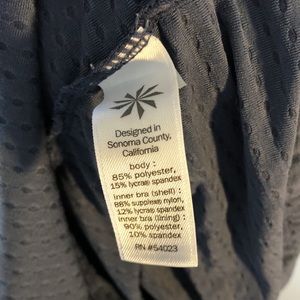 Designed in
Sonoma County,
California
body :
85% polyester,
15% lycra® spandex
inner bra (shell) :
88% supplex® nylon,
12% lycra® spandex
inner bra (lining) :
90% polyester,
10% spandex
RN #54023